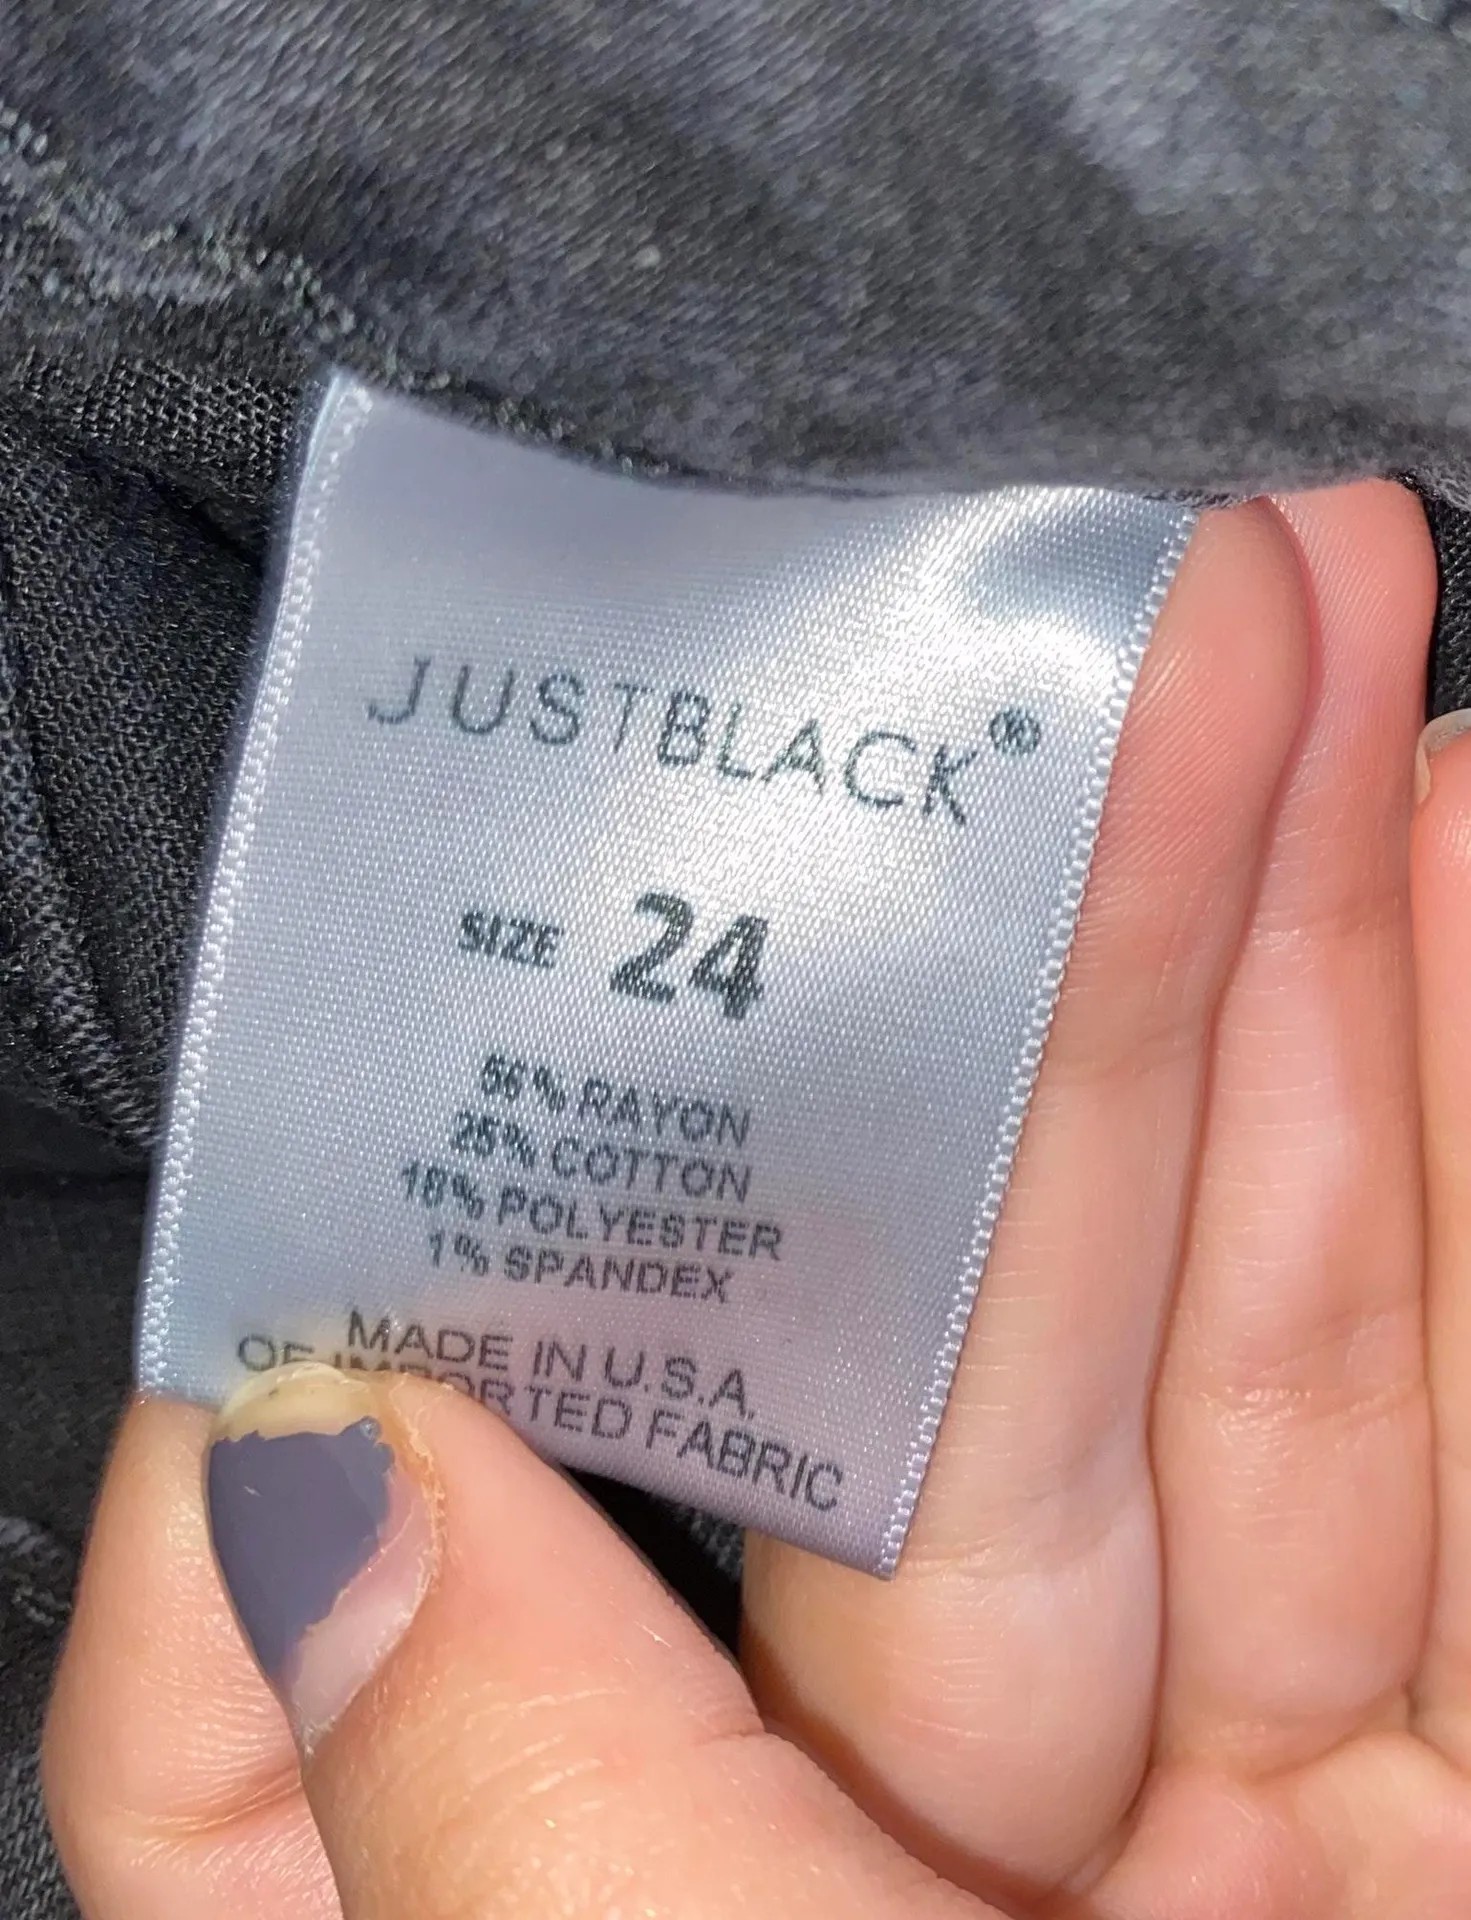 JUSTBLACK®
SIZE 24
56% RAYON
25% COTTON
18% POLYESTER
1% SPANDEX
MADE IN U.S.A.
OF IMPORTED FABRIC